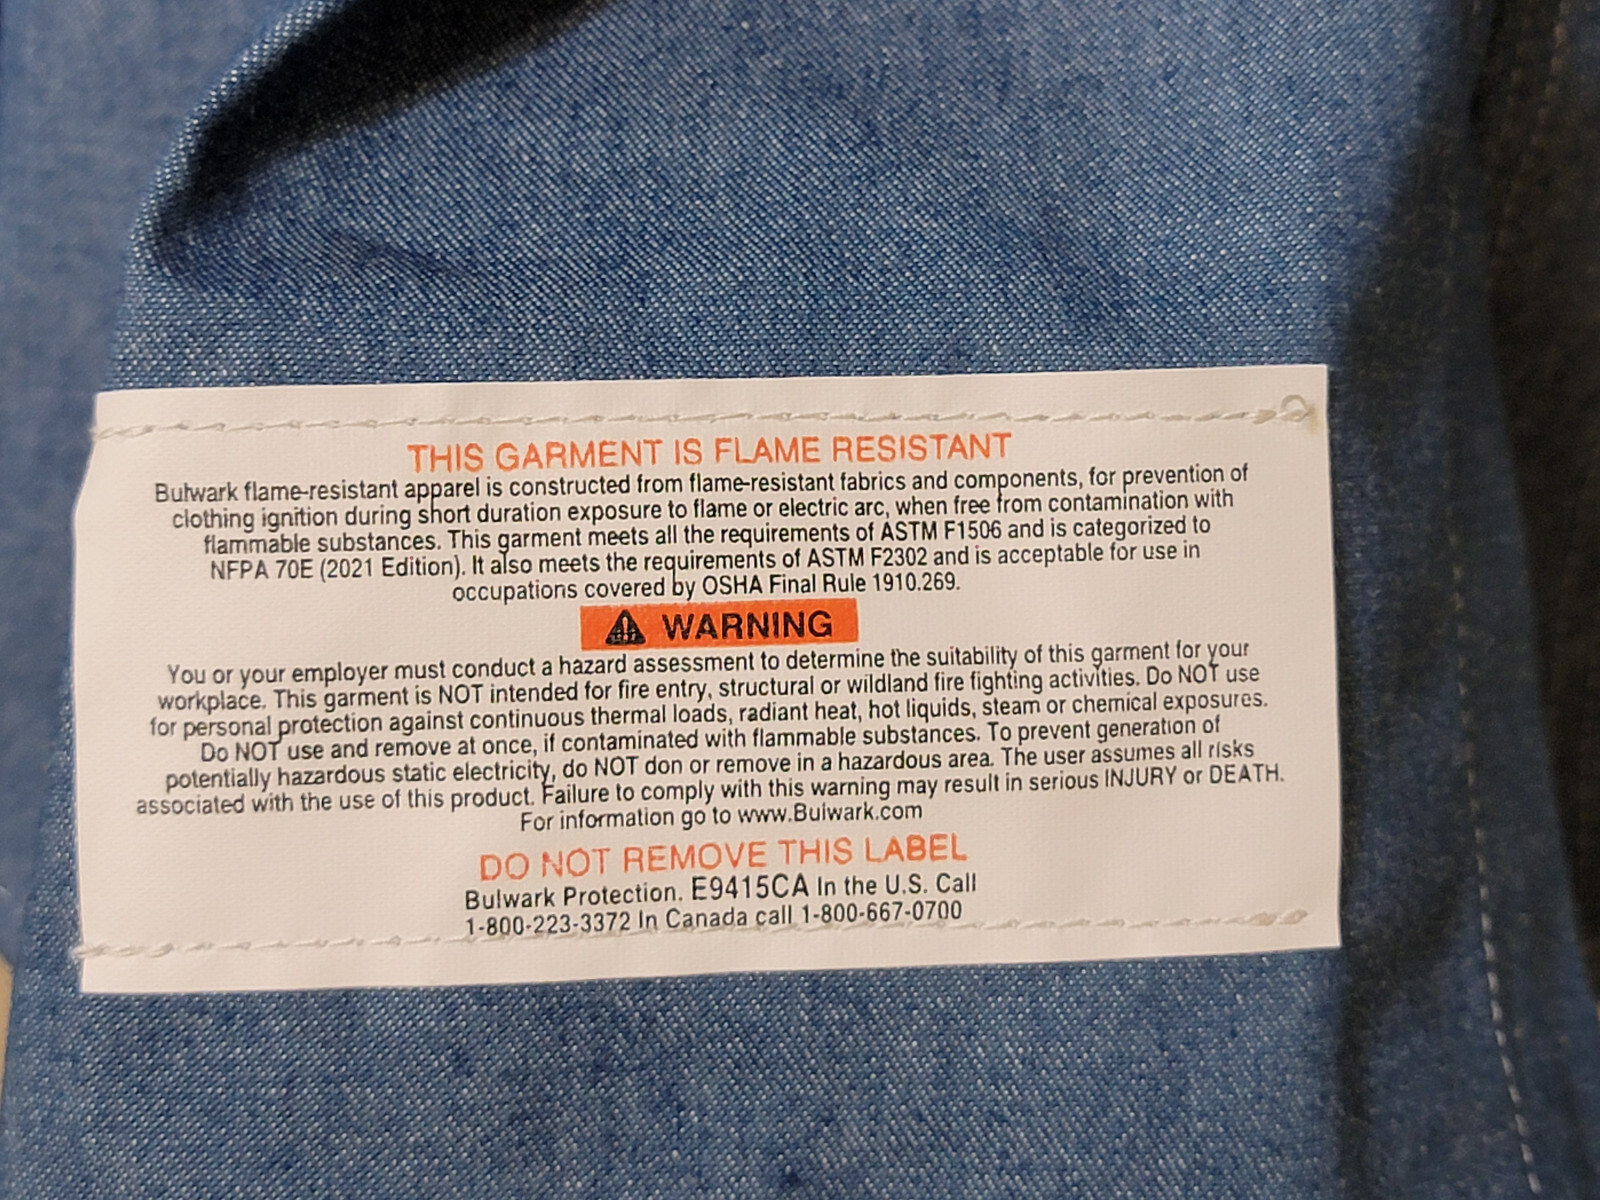 THIS GARMENT IS FLAME RESISTANT
Bulwark flame-resistant apparel is constructed from flame-resistant fabrics and components, for prevention of
clothing ignition during short duration exposure to flame or electric arc, when free from contamination with
flammable substances. This garment meets all the requirements of ASTM F1506 and is categorized to
NFPA 70E (2021 Edition). It also meets the requirements of ASTM F2302 and is acceptable for use in
occupations covered by OSHA Final Rule 1910.269.
WARNING
You or your employer must conduct a hazard assessment to determine the suitability of this garment for your
workplace. This garment is NOT intended for fire entry, structural or wildland fire fighting activities. Do NOT use
for personal protection against continuous thermal loads, radiant heat, hot liquids, steam or chemical exposures.
Do NOT use and remove at once, if contaminated with flammable substances. To prevent generation of
potentially hazardous static electricity, do NOT don or remove in a hazardous area. The user assumes all risks
associated with the use of this product. Failure to comply with this warning may result in serious INJURY or DEATH.
For information go to www.Bulwark.com
DO NOT REMOVE THIS LABEL
Bulwark Protection. E9415CA In the U.S. Call
1-800-223-3372 In Canada call 1-800-667-0700